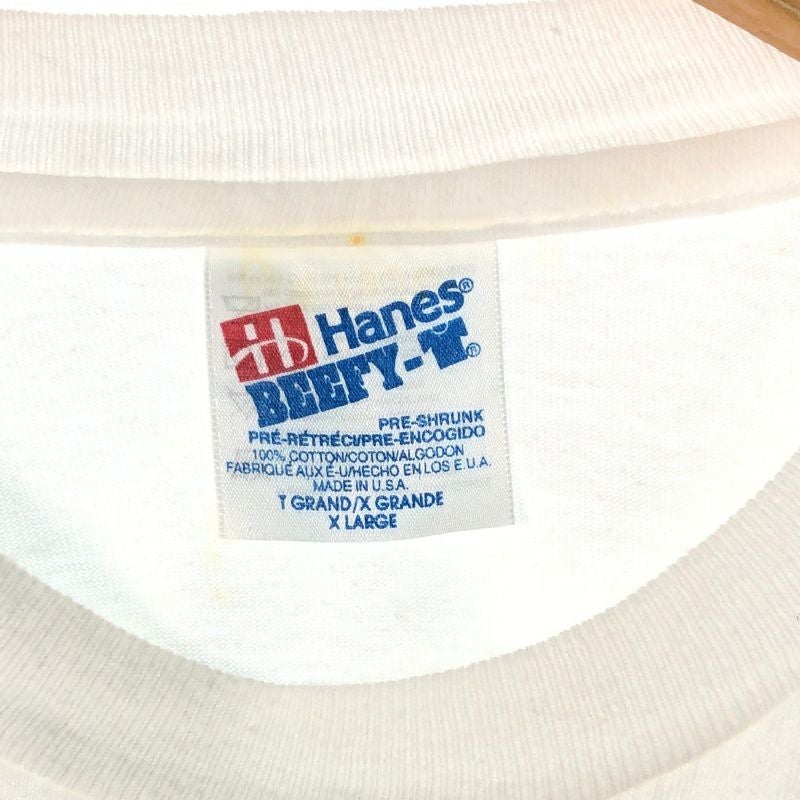 Hanes®
BEEFY-T®
PRE-SHRUNK
PRÉ-RÉTRÉCI/PRE-ENCOGIDO
100% COTTON/COTON/ALGODON
FABRIQUÉ AUX É-U/HECHO EN LOS E.U.A.
MADE IN U.S.A.
T GRAND/X GRANDE
X LARGE